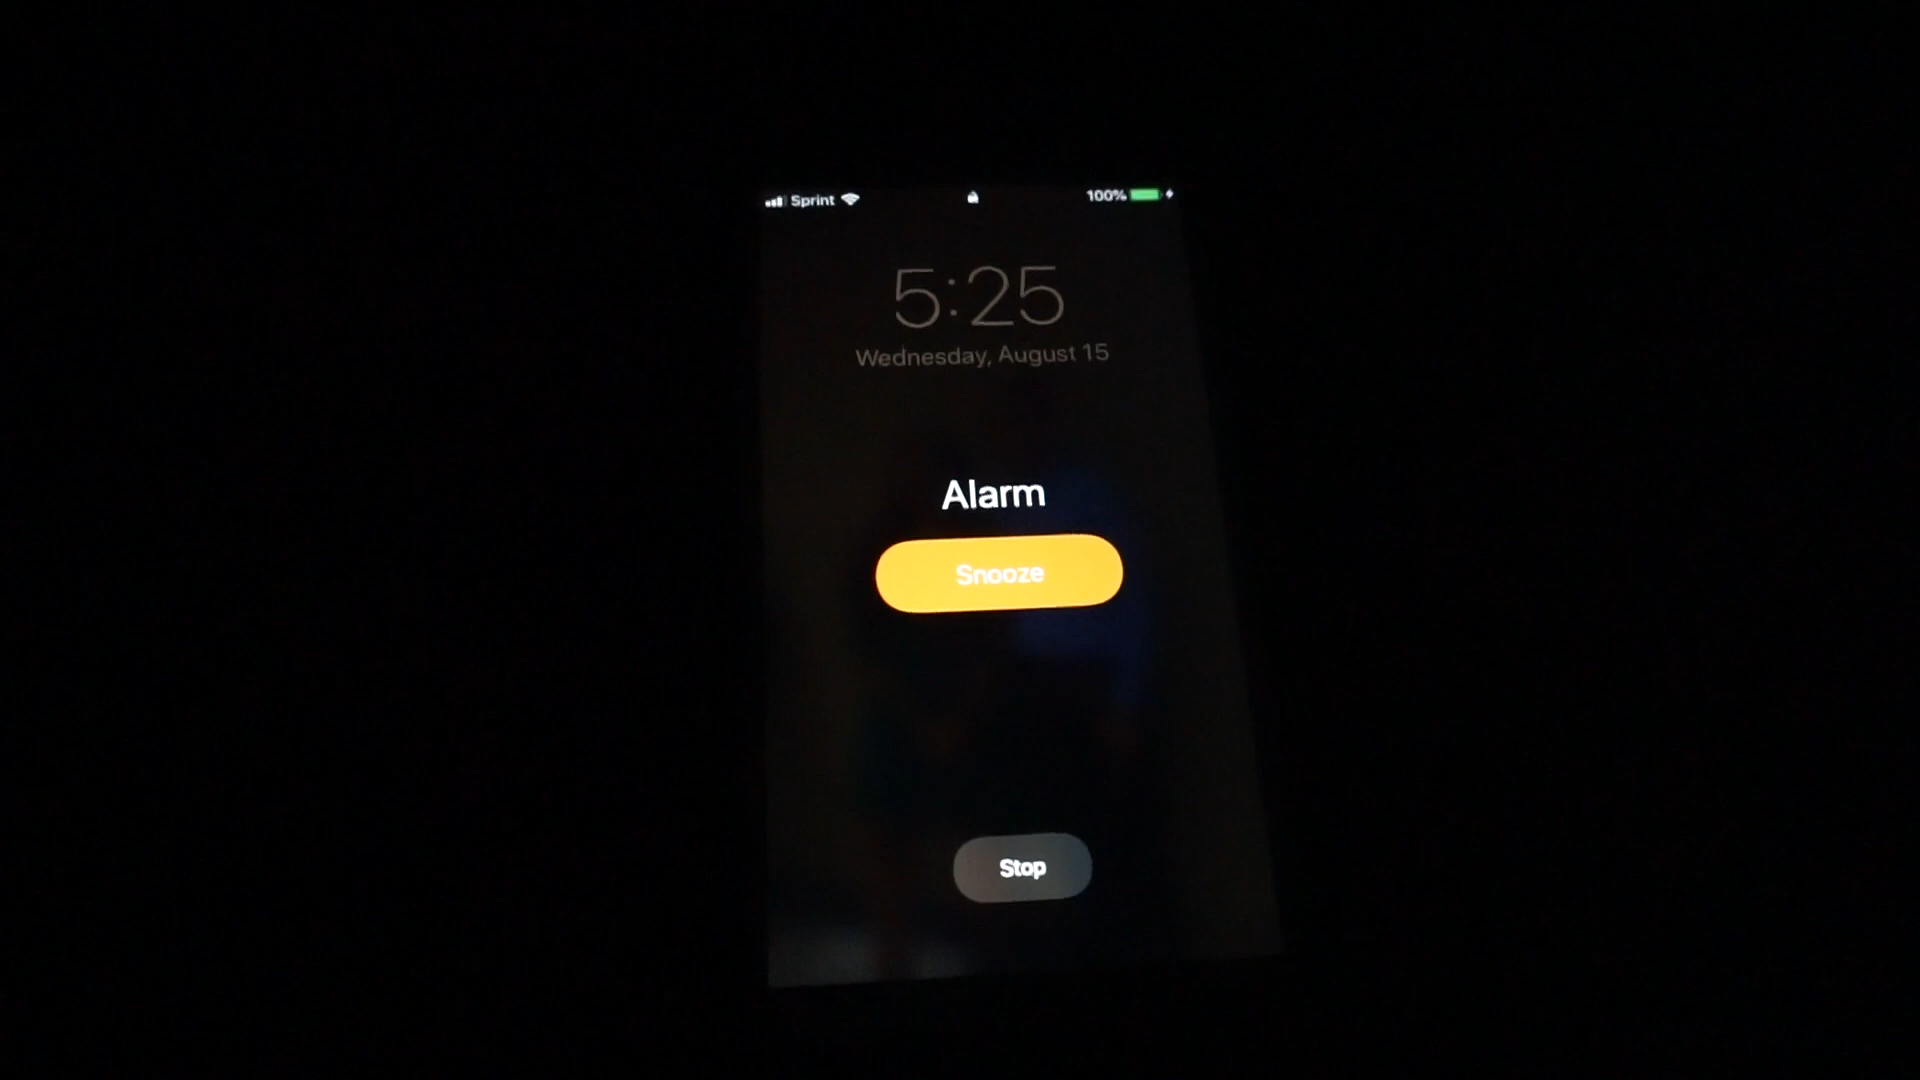 Sprint 100%
5:25
Wednesday, August 15
Alarm
Snooze
Stop